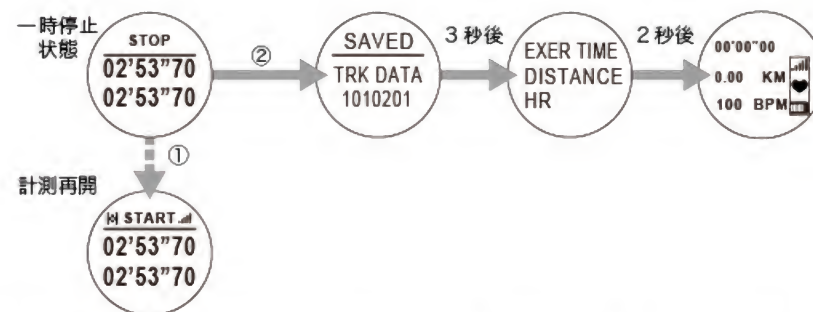 一時停止
状態
STOP
02'53"70
02'53"70
②
SAVED
TRK DATA
1010201
3秒後
EXER TIME
DISTANCE
HR
2秒後
00'00"00
0.00 KM
100 BPM
①
計測再開
START
02'53"70
02'53"70